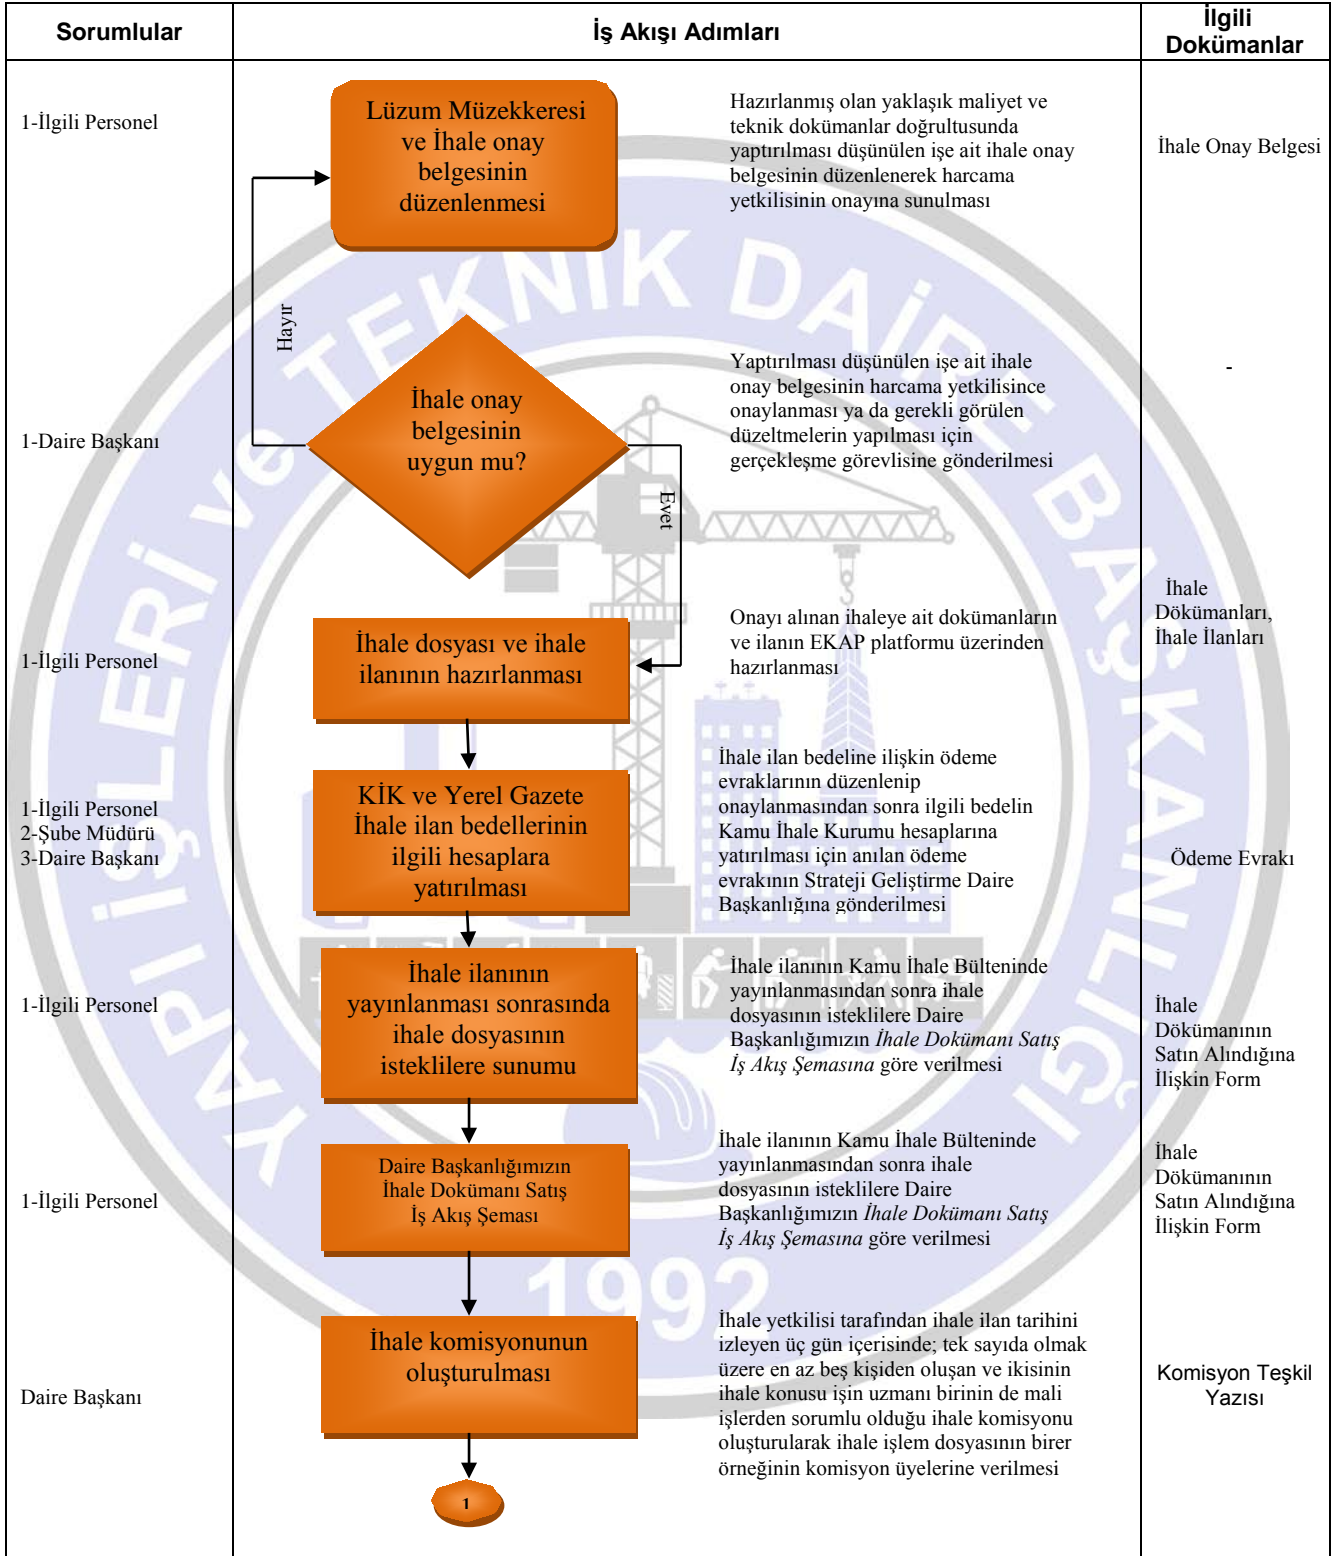 Sorumlular
İş Akışı Adımları
İlgili
Dokümanlar
1-İlgili Personel
Lüzum Müzekkeresi
ve İhale onay
belgesinin
düzenlenmesi
Hazırlanmış olan yaklaşık maliyet ve
teknik dokümanlar doğrultusunda
yaptırılması düşünülen işe ait ihale onay
belgesinin düzenlenerek harcama
yetkilisinin onayına sunulması
İhale Onay Belgesi
Hayır
1-Daire Başkanı
İhale onay
belgesinin
uygun mu?
Yaptırılması düşünülen işe ait ihale
onay belgesinin harcama yetkilisince
onaylanması ya da gerekli görülen
düzeltmelerin yapılması için
gerçekleşme görevlisine gönderilmesi
-
Evet
1-İlgili Personel
İhale dosyası ve ihale
ilanının hazırlanması
Onayı alınan ihaleye ait dokümanların
ve ilanın EKAP platformu üzerinden
hazırlanması
İhale
Dökümanları,
İhale İlanları
1-İlgili Personel
2-Şube Müdürü
3-Daire Başkanı
KİK ve Yerel Gazete
İhale ilan bedellerinin
ilgili hesaplara
yatırılması
İhale ilan bedeline ilişkin ödeme
evraklarının düzenlenip
onaylanmasından sonra ilgili bedelin
Kamu İhale Kurumu hesaplarına
yatırılması için anılan ödeme
evrakının Strateji Geliştirme Daire
Başkanlığına gönderilmesi
Ödeme Evrakı
1-İlgili Personel
İhale ilanının
yayınlanması sonrasında
ihale dosyasının
isteklilere sunumu
İhale ilanının Kamu İhale Bülteninde
yayınlanmasından sonra ihale
dosyasının isteklilere Daire
Başkanlığımızın İhale Dokümanı Satış
İş Akış Şemasına göre verilmesi
İhale
Dökümanının
Satın Alındığına
İlişkin Form
1-İlgili Personel
Daire Başkanlığımızın
İhale Dokümanı Satış
İş Akış Şeması
İhale ilanının Kamu İhale Bülteninde
yayınlanmasından sonra ihale
dosyasının isteklilere Daire
Başkanlığımızın İhale Dokümanı Satış
İş Akış Şemasına göre verilmesi
İhale
Dökümanının
Satın Alındığına
İlişkin Form
Daire Başkanı
İhale komisyonunun
oluşturulması
İhale yetkilisi tarafından ihale ilan tarihini
izleyen üç gün içerisinde; tek sayıda olmak
üzere en az beş kişiden oluşan ve ikisinin
ihale konusu işin uzmanı birinin de mali
işlerden sorumlu olduğu ihale komisyonu
oluşturularak ihale işlem dosyasının birer
örneğinin komisyon üyelerine verilmesi
Komisyon Teşkil
Yazısı
1
YAPI İŞLERİ ve TEKNİK DAİRE BAŞKANLIĞI
1992